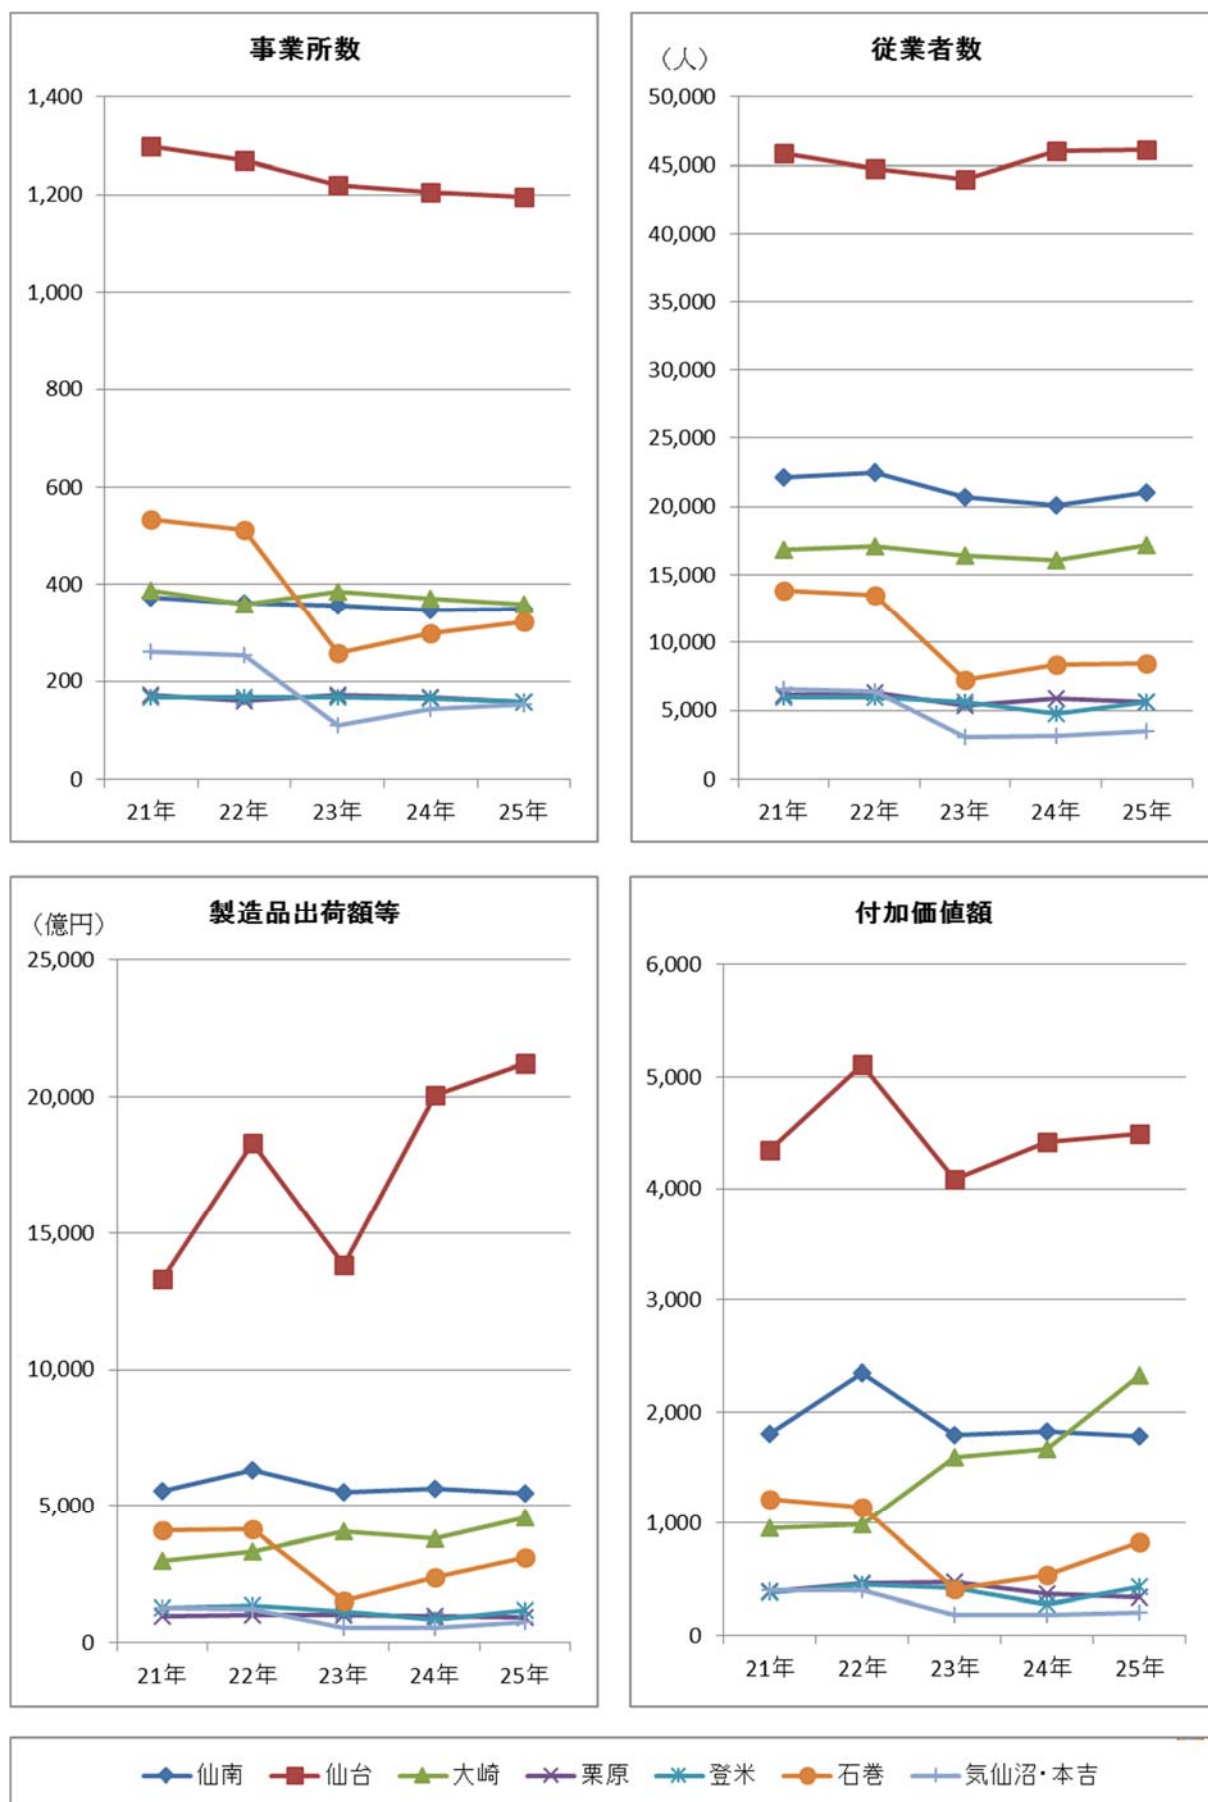 事業所数
1,400
1,200
1,000
800
600
400
200
0
21年 22年 23年 24年 25年
従業者数
（人）
50,000
45,000
40,000
35,000
30,000
25,000
20,000
15,000
10,000
5,000
0
21年 22年 23年 24年 25年
製造品出荷額等
（億円）
25,000
20,000
15,000
10,000
5,000
0
21年 22年 23年 24年 25年
付加価値額
6,000
5,000
4,000
3,000
2,000
1,000
0
21年 22年 23年 24年 25年
仙南 仙台 大崎 栗原 登米 石巻 気仙沼・本吉